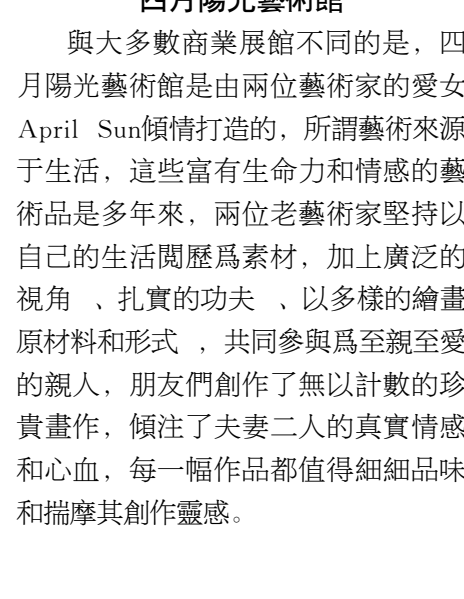 四月陽光藝術館
與大多數商業展館不同的是，四
月陽光藝術館是由兩位藝術家的愛女
April Sun傾情打造的，所謂藝術來源
于生活，這些富有生命力和情感的藝
術品是多年來，兩位老藝術家堅持以
自己的生活閲歷爲素材，加上廣泛的
視角 、扎實的功夫 、以多樣的繪畫
原材料和形式 ，共同參與爲至親至愛
的親人，朋友們創作了無以計數的珍
貴畫作，傾注了夫妻二人的真實情感
和心血，每一幅作品都值得細細品味
和揣摩其創作靈感。